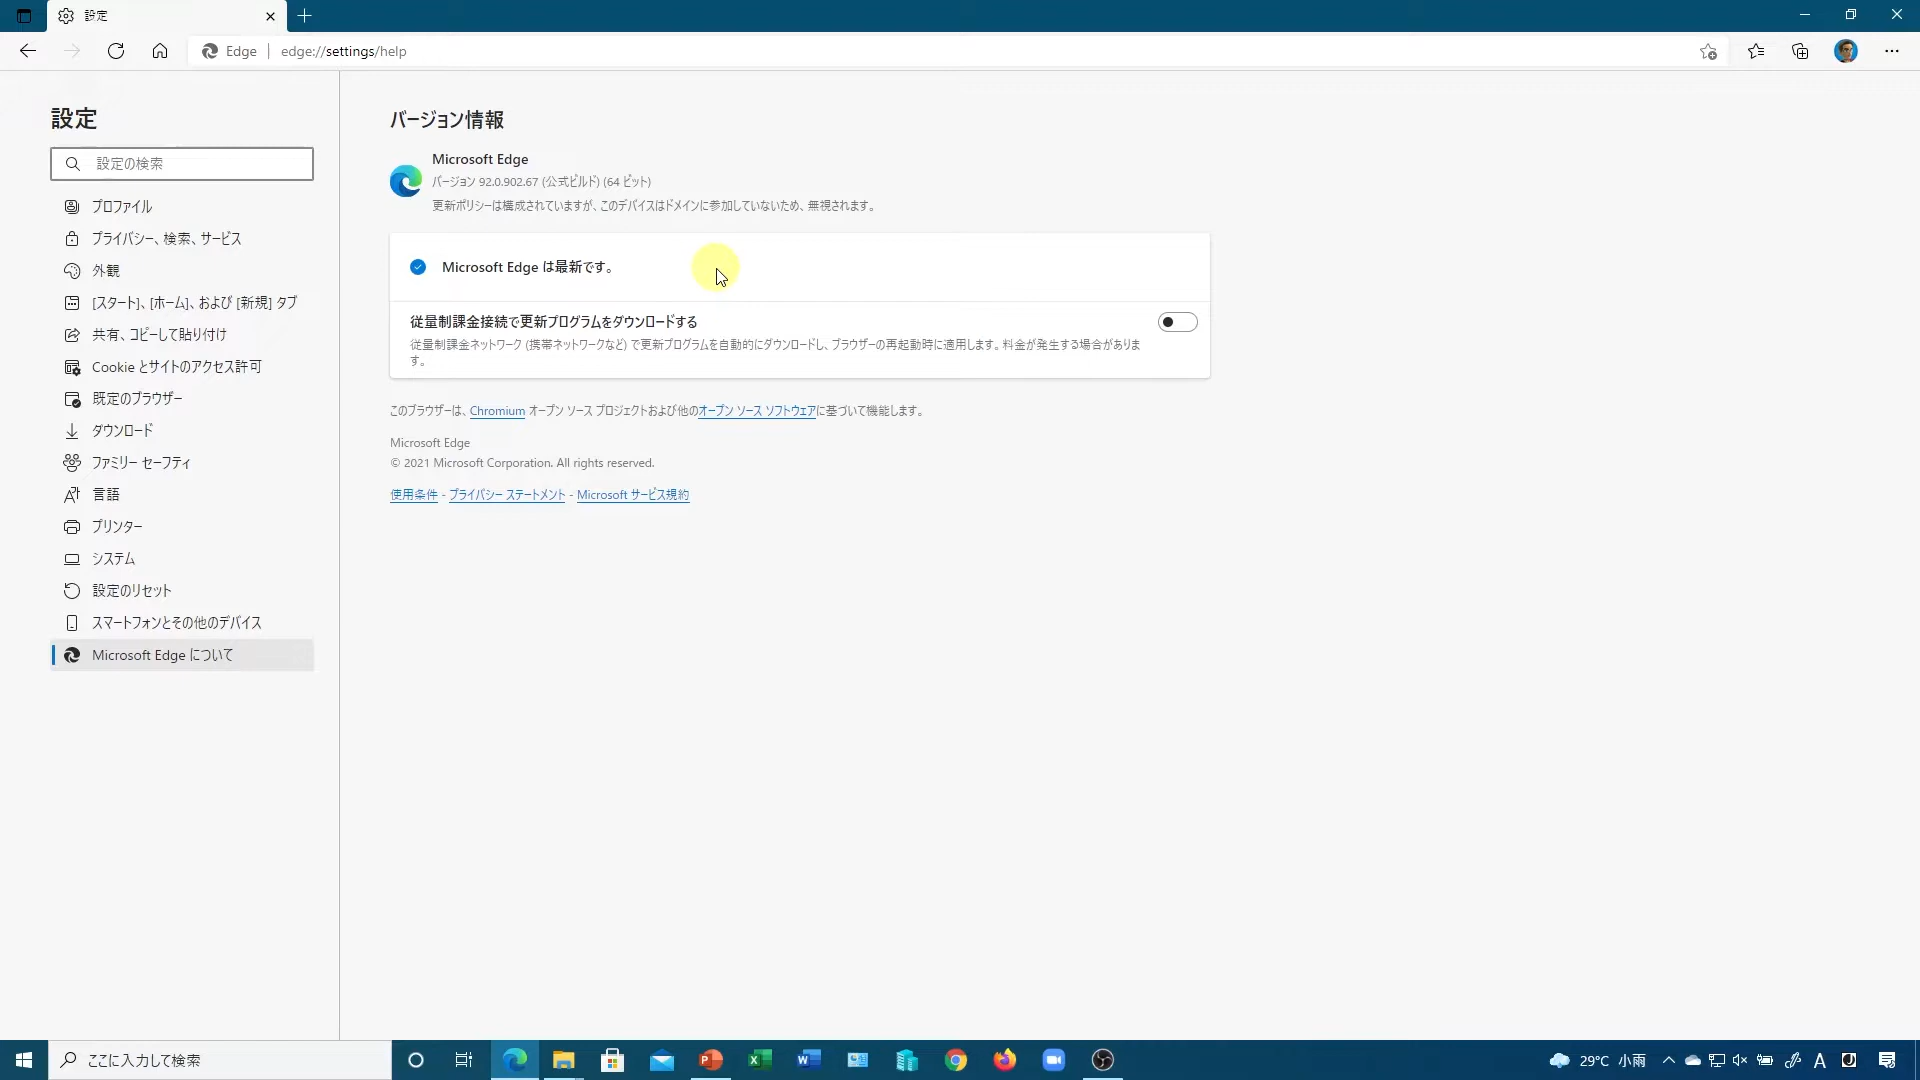 設定
Edge
edge://settings/help
設定
設定の検索
プロファイル
プライバシー、検索、サービス
外観
[スタート]、[ホーム]、および [新規] タブ
共有、コピーして貼り付け
Cookie とサイトのアクセス許可
既定のブラウザー
ダウンロード
ファミリー セーフティ
言語
プリンター
システム
設定のリセット
スマートフォンとその他のデバイス
Microsoft Edge について
バージョン情報
Microsoft Edge
バージョン 92.0.902.67 (公式ビルド) (64 ビット)
更新ポリシーは構成されていますが、このデバイスはドメインに参加していないため、無視されます。
Microsoft Edge は最新です。
従量制課金接続で更新プログラムをダウンロードする
従量制課金ネットワーク (携帯ネットワークなど) で更新プログラムを自動的にダウンロードし、ブラウザーの再起動時に適用します。料金が発生する場合がありま
す。
このブラウザーは、Chromium オープン ソース プロジェクトおよび他のオープン ソース ソフトウェアに基づいて機能します。
Microsoft Edge
© 2021 Microsoft Corporation. All rights reserved.
使用条件 - プライバシー ステートメント - Microsoft サービス規約
ここに入力して検索
29°C 小雨
A